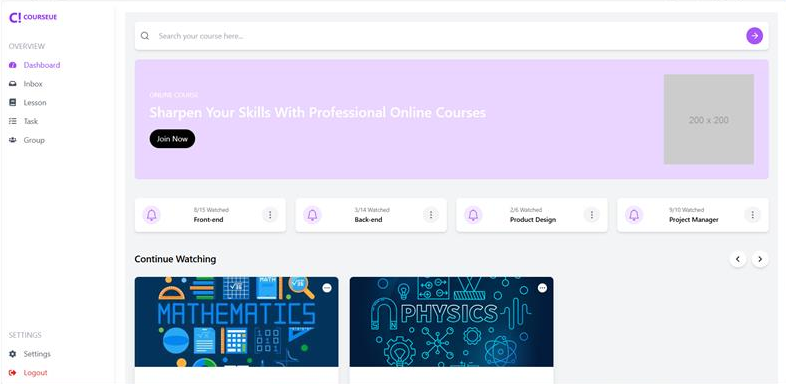 C! COURSEUE
OVERVIEW
Dashboard
Inbox
Lesson
Task
Group
SETTINGS
Settings
Logout
Search your course here...
ONLINE COURSE
Sharpen Your Skills With Professional Online Courses
Join Now
200 x 200
8/15 Watched
Front-end
3/14 Watched
Back-end
2/6 Watched
Product Design
9/10 Watched
Project Manager
Continue Watching
MATH
√x
MATHEMATICS
PHYSICS